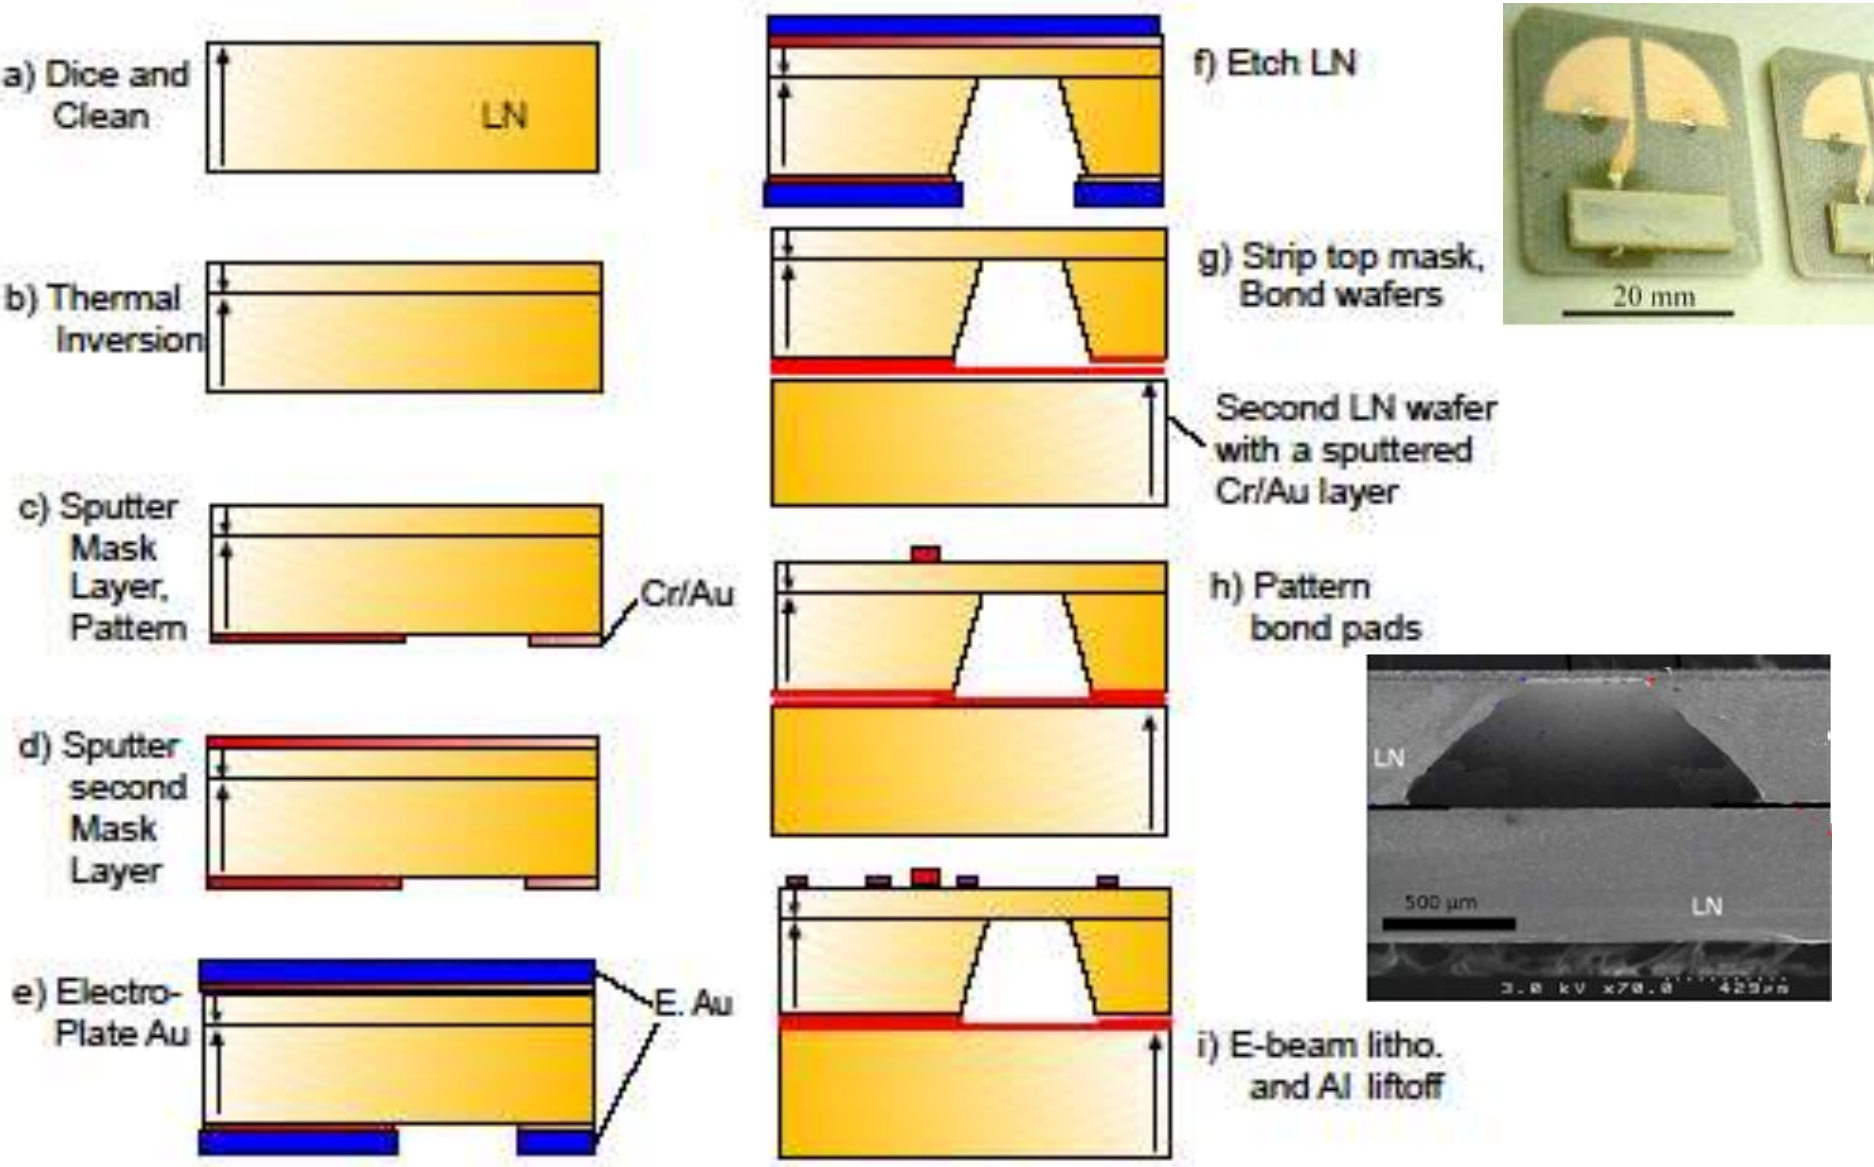 a) Dice and
Clean
LN
b) Thermal
Inversion
c) Sputter
Mask
Layer,
Pattern
Cr/Au
d) Sputter
second
Mask
Layer
e) Electro-
Plate Au
E. Au
f) Etch LN
g) Strip top mask,
Bond wafers
Second LN wafer
with a sputtered
Cr/Au layer
h) Pattern
bond pads
i) E-beam litho.
and Al liftoff
20 mm
LN
500 µm
LN
3.0 kV x70.0 429µm